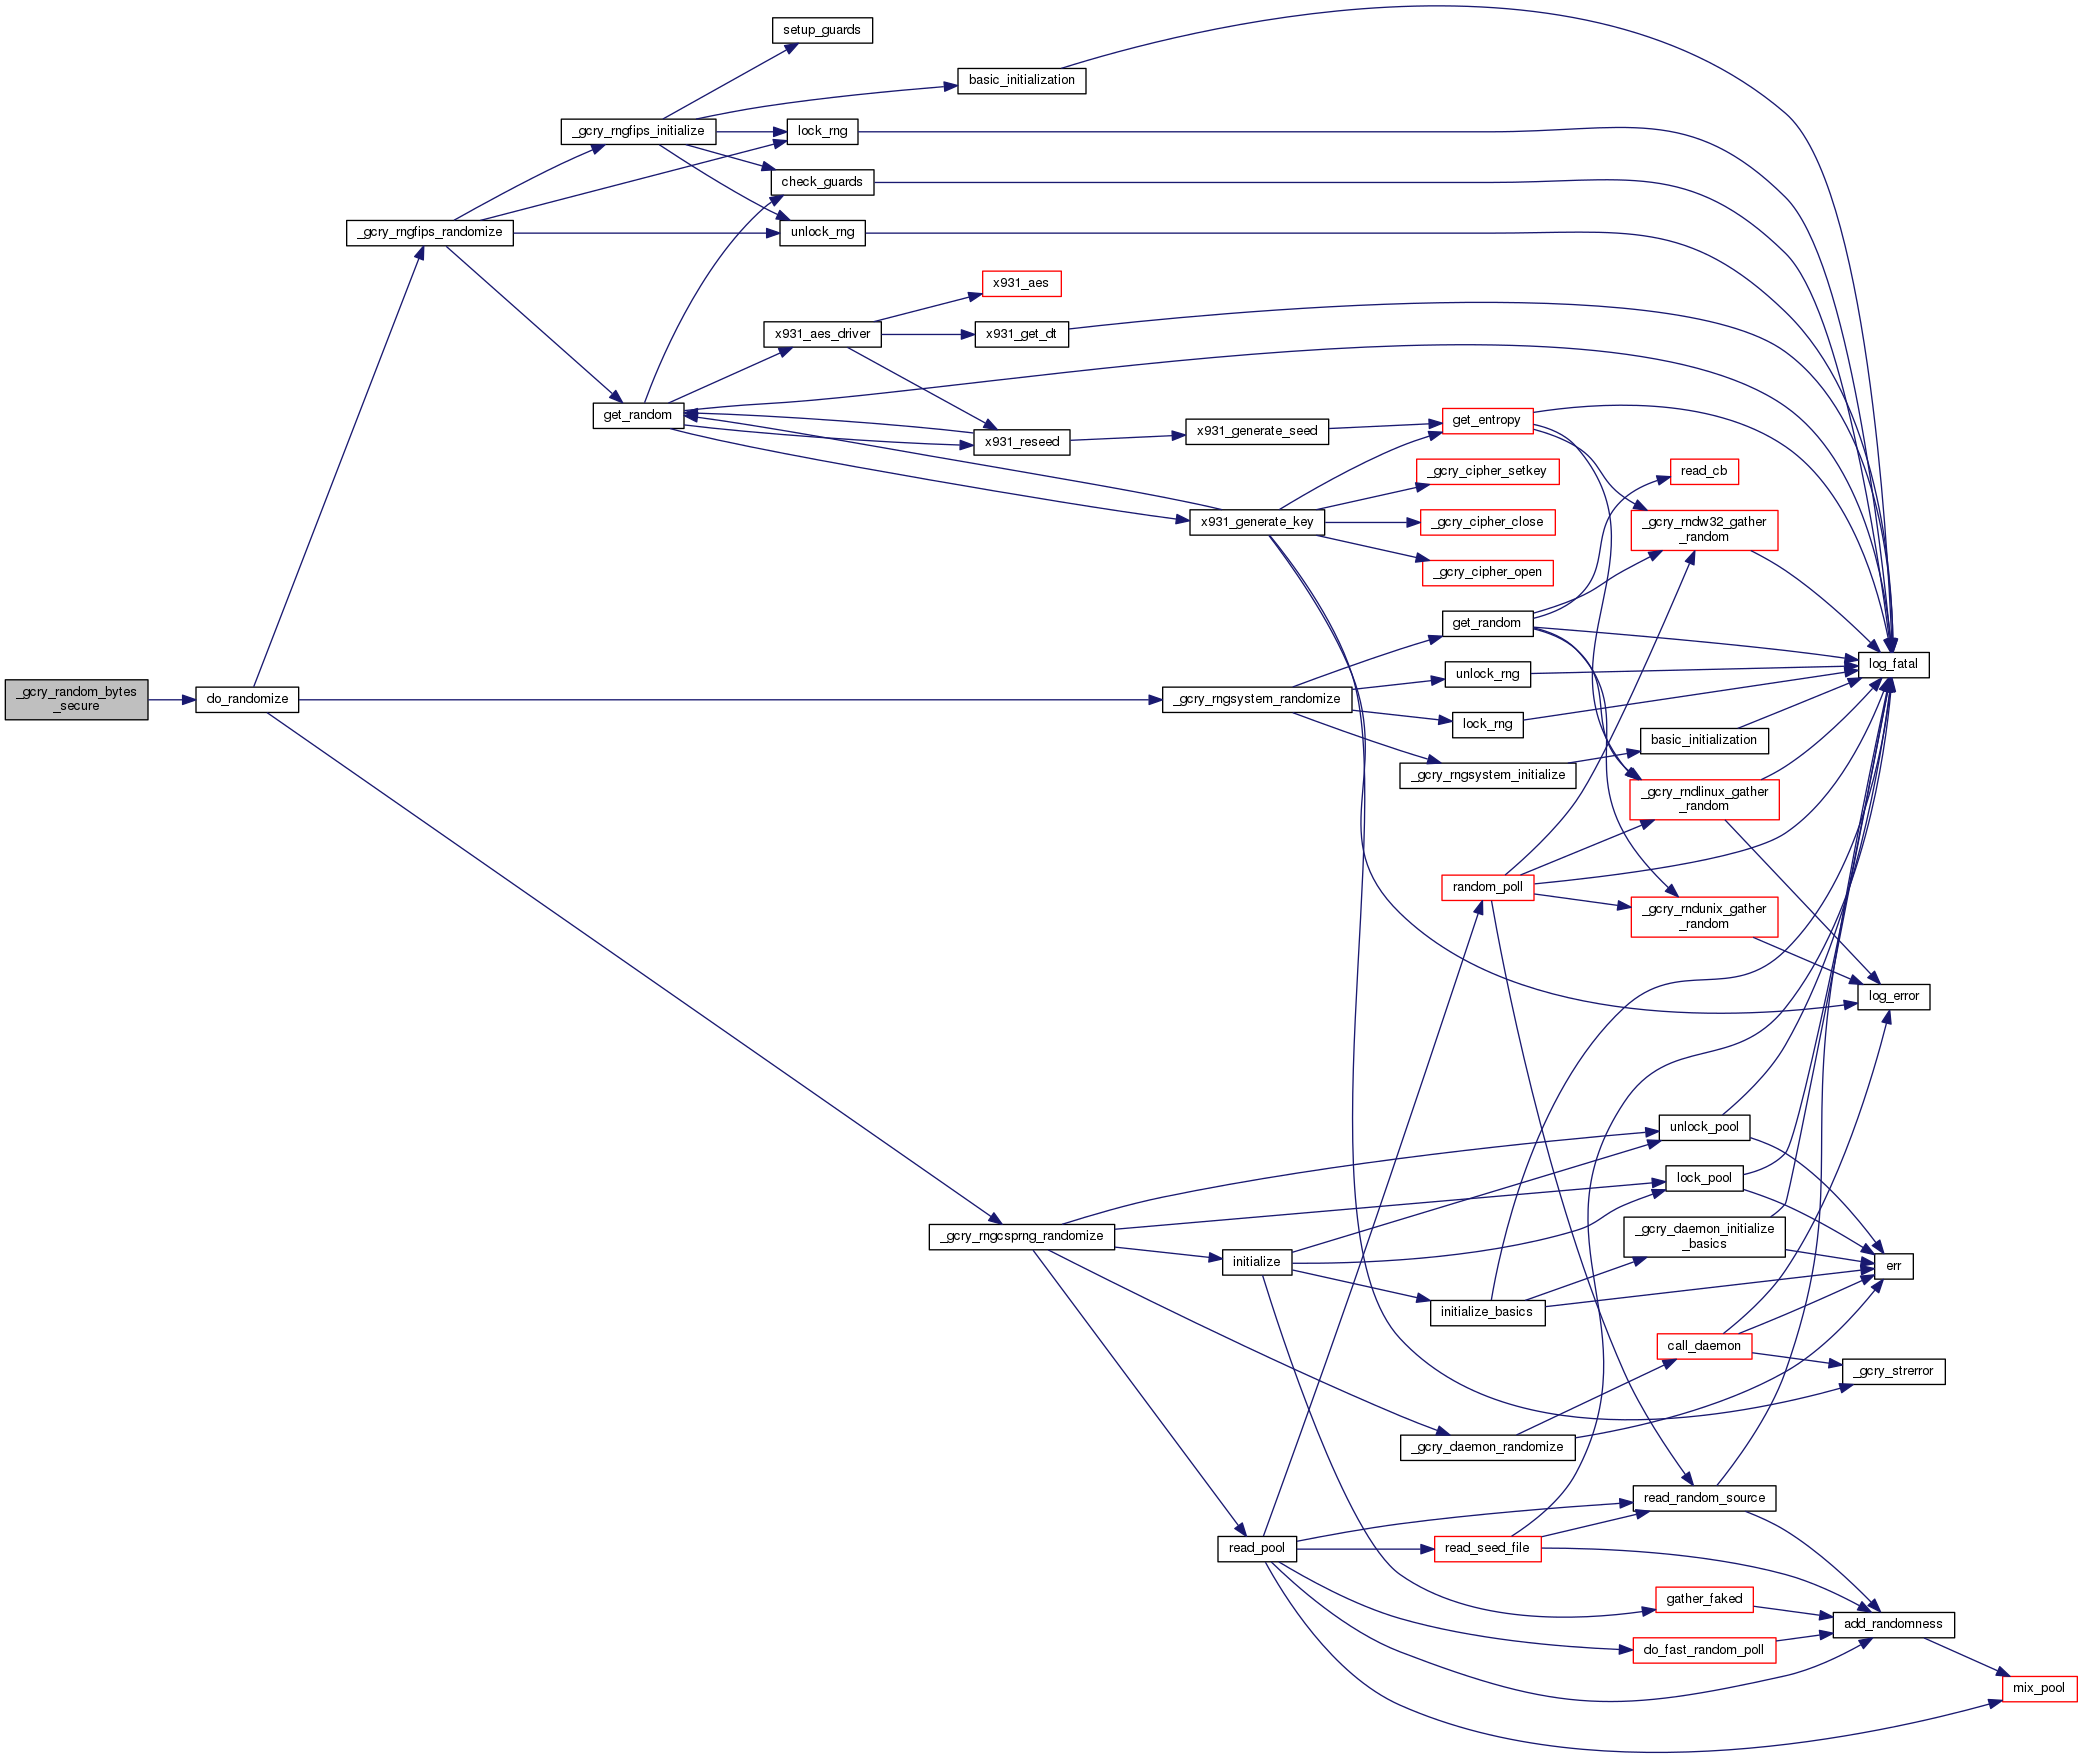 setup_guards
basic_initialization
_gcry_rngfips_initialize
lock_rng
check_guards
_gcry_rngfips_randomize
unlock_rng
x931_aes
x931_aes_driver
x931_get_dt
get_random
x931_reseed
x931_generate_seed
get_entropy
read_cb
_gcry_cipher_setkey
x931_generate_key
_gcry_cipher_close
_gcry_rndw32_gather
_random
_gcry_cipher_open
get_random
log_fatal
unlock_rng
_gcry_random_bytes
_secure
do_randomize
_gcry_rngsystem_randomize
lock_rng
basic_initialization
_gcry_rngsystem_initialize
_gcry_rndlinux_gather
_random
random_poll
_gcry_rndunix_gather
_random
log_error
unlock_pool
lock_pool
_gcry_rngcsprng_randomize
_gcry_daemon_initialize
_basics
initialize
err
initialize_basics
call_daemon
_gcry_strerror
_gcry_daemon_randomize
read_random_source
read_pool
read_seed_file
gather_faked
add_randomness
do_fast_random_poll
mix_pool